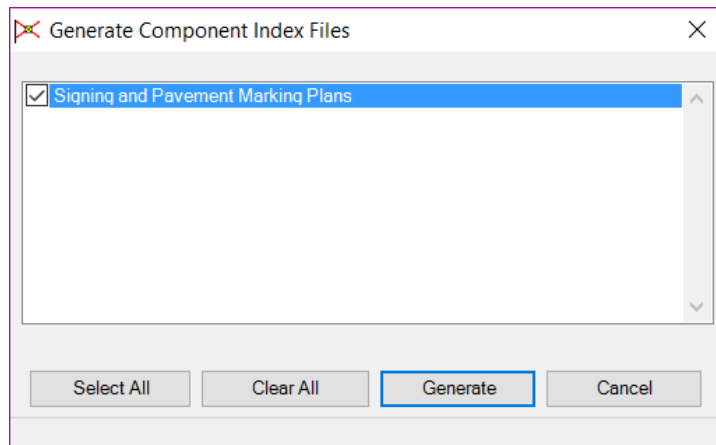 Generate Component Index Files
Signing and Pavement Marking Plans
Select All Clear All Generate Cancel